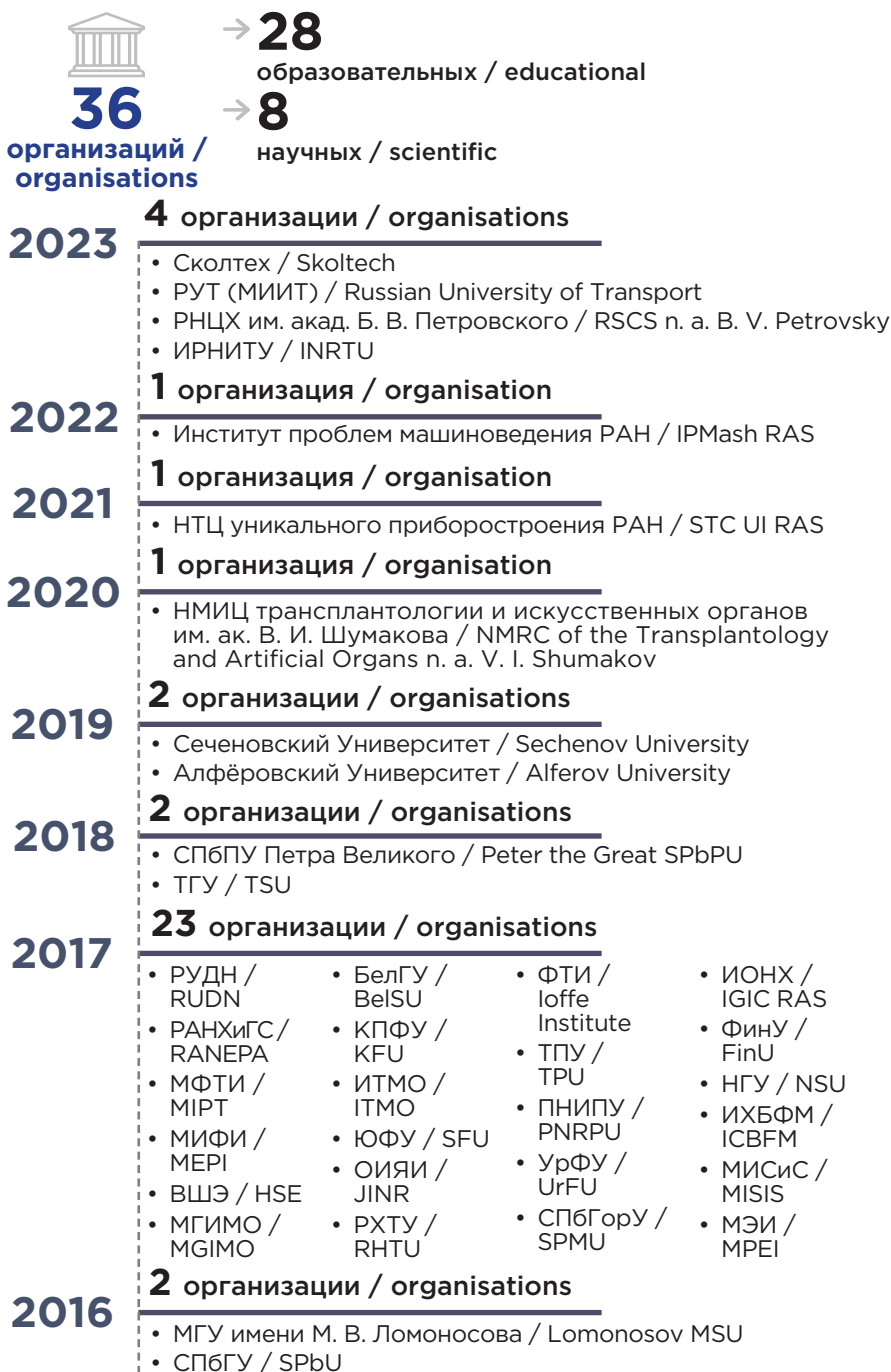 36
организаций /
organisations
→ 28
образовательных / educational
→ 8
научных / scientific
2023
4 организации / organisations
• Сколтех / Skoltech
• РУТ (МИИТ) / Russian University of Transport
• РНЦХ им. акад. Б. В. Петровского / RSCS n. a. B. V. Petrovsky
• ИРНИТУ / INRTU
2022
1 организация / organisation
• Институт проблем машиноведения РАН / IPMash RAS
2021
1 организация / organisation
• НТЦ уникального приборостроения РАН / STC UI RAS
2020
1 организация / organisation
• НМИЦ трансплантологии и искусственных органов
им. ак. В. И. Шумакова / NMRC of the Transplantology
and Artificial Organs n. a. V. I. Shumakov
2019
2 организации / organisations
• Сеченовский Университет / Sechenov University
• Алфёровский Университет / Alferov University
2018
2 организации / organisations
• СПбПУ Петра Великого / Peter the Great SPbPU
• ТГУ / TSU
2017
23 организации / organisations
• РУДН /
RUDN
• РАНХиГС /
RANEPA
• МФТИ /
MIPT
• МИФИ /
MEPI
• ВШЭ / HSE
• МГИМО /
MGIMO
• БелГУ /
BelSU
• КПФУ /
KFU
• ИТМО /
ITMO
• ЮФУ / SFU
• ОИЯИ /
JINR
• РХТУ /
RHTU
• ФТИ /
Ioffe
Institute
• ТПУ /
TPU
• ПНИПУ /
PNRPU
• УрФУ /
UrFU
• СПбГорУ /
SPMU
• ИОНХ /
IGIC RAS
• ФинУ /
FinU
• НГУ / NSU
• ИХБФМ /
ICBFM
• МИСиС /
MISIS
• МЭИ /
MPEI
2016
2 организации / organisations
• МГУ имени М. В. Ломоносова / Lomonosov MSU
• СПбГУ / SPbU